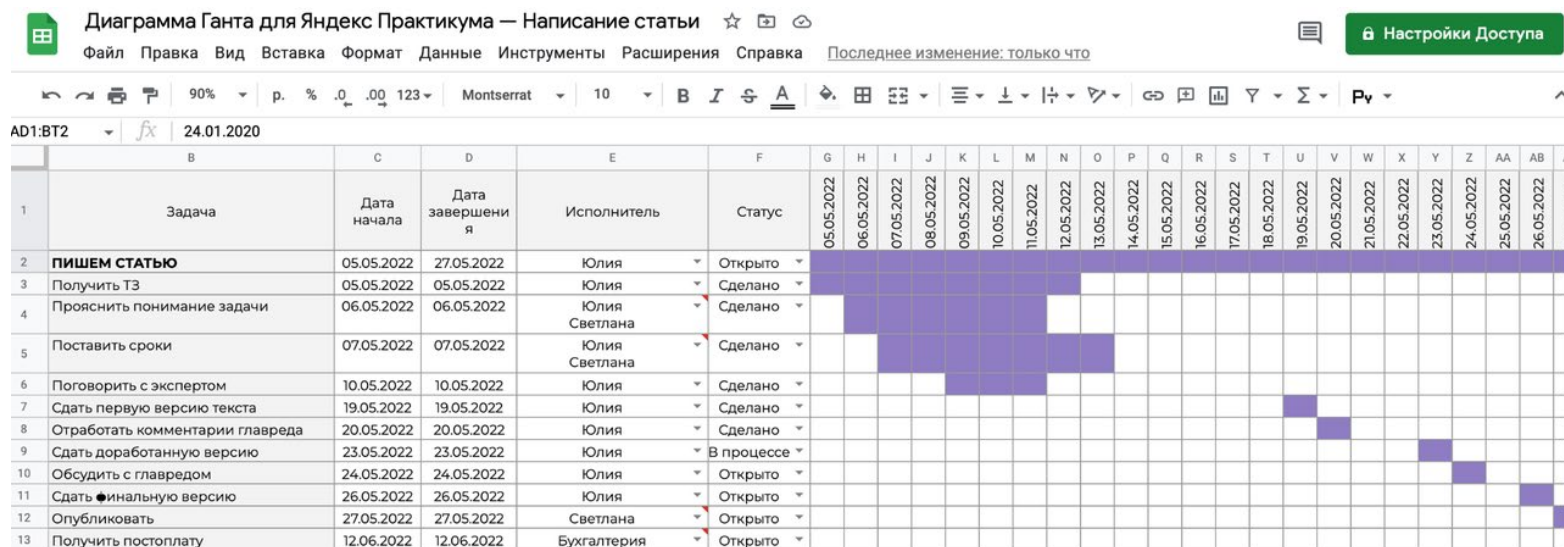 Диаграмма Ганта для Яндекс Практикума — Написание статьи
Файл Правка Вид Вставка Формат Данные Инструменты Расширения Справка Последнее изменение: только что
Настройки Доступа
90% р. % .0 .00 123 Montserrat 10 B I S A Σ Ру
AD1:BT2 fx 24.01.2020
B C D E F G H I J K L M N O P Q R S T U V W X Y Z AA AB
1 Задача Дата начала Дата завершения Исполнитель Статус 05.05.2022 06.05.2022 07.05.2022 08.05.2022 09.05.2022 10.05.2022 11.05.2022 12.05.2022 13.05.2022 14.05.2022 15.05.2022 16.05.2022 17.05.2022 18.05.2022 19.05.2022 20.05.2022 21.05.2022 22.05.2022 23.05.2022 24.05.2022 25.05.2022 26.05.2022
2 ПИШЕМ СТАТЬЮ 05.05.2022 27.05.2022 Юлия Открыто
3 Получить ТЗ 05.05.2022 05.05.2022 Юлия Сделано
4 Прояснить понимание задачи 06.05.2022 06.05.2022 Юлия Сделано
Светлана
5 Поставить сроки 07.05.2022 07.05.2022 Юлия Сделано
Светлана
6 Поговорить с экспертом 10.05.2022 10.05.2022 Юлия Сделано
7 Сдать первую версию текста 19.05.2022 19.05.2022 Юлия Сделано
8 Отработать комментарии главреда 20.05.2022 20.05.2022 Юлия Сделано
9 Сдать доработанную версию 23.05.2022 23.05.2022 Юлия В процессе
10 Обсудить с главредом 24.05.2022 24.05.2022 Юлия Открыто
11 Сдать финальную версию 26.05.2022 26.05.2022 Юлия Открыто
12 Опубликовать 27.05.2022 27.05.2022 Светлана Открыто
13 Получить постоплату 12.06.2022 12.06.2022 Бухгалтерия Открыто